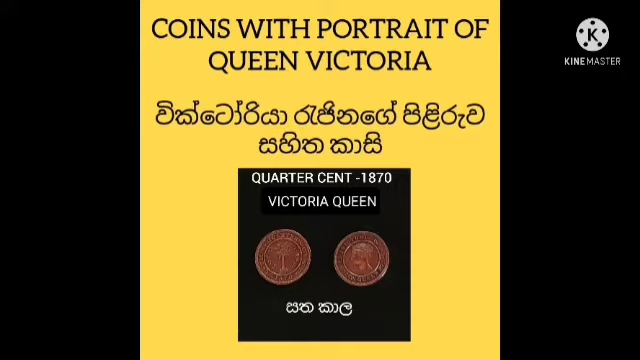 COINS WITH PORTRAIT OF
QUEEN VICTORIA
වික්ටෝරියා රැජිනගේ පිළිරුව
සහිත කාසි
QUARTER CENT -1870
VICTORIA QUEEN
සත කාල
K
KINEMASTER